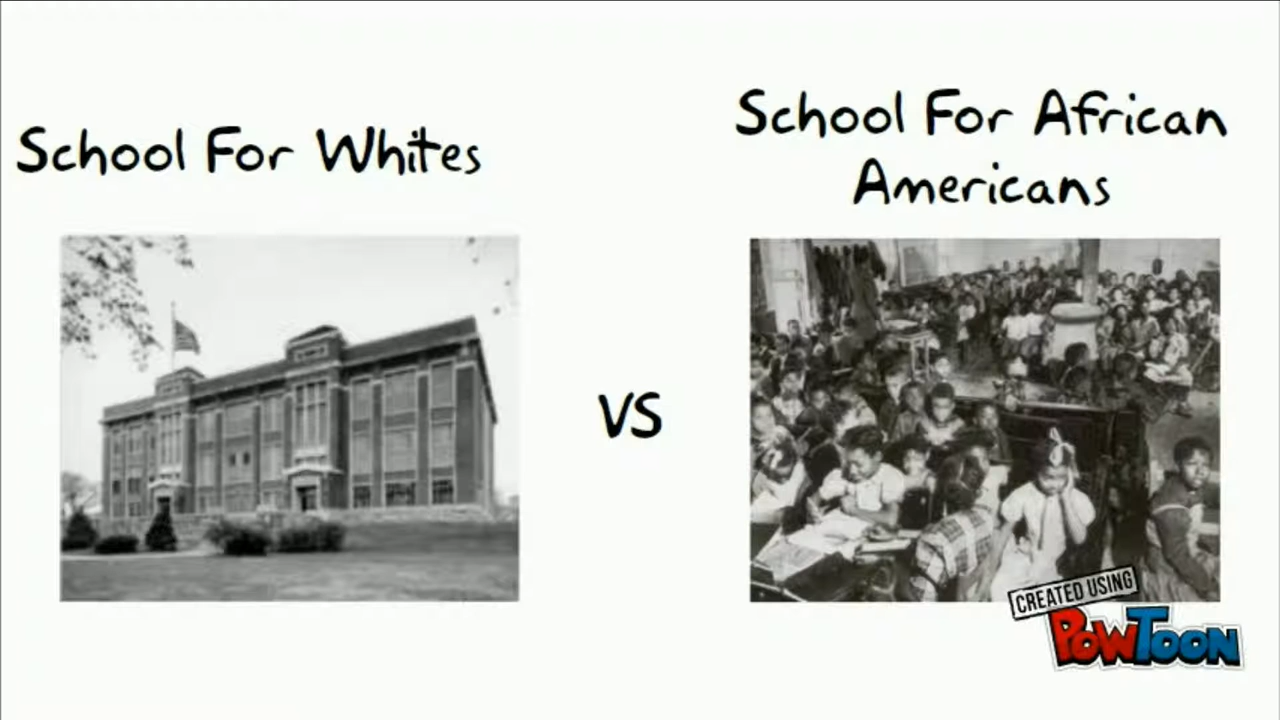 School For Whites
School For African
Americans
VS
CREATED USING
PowToon